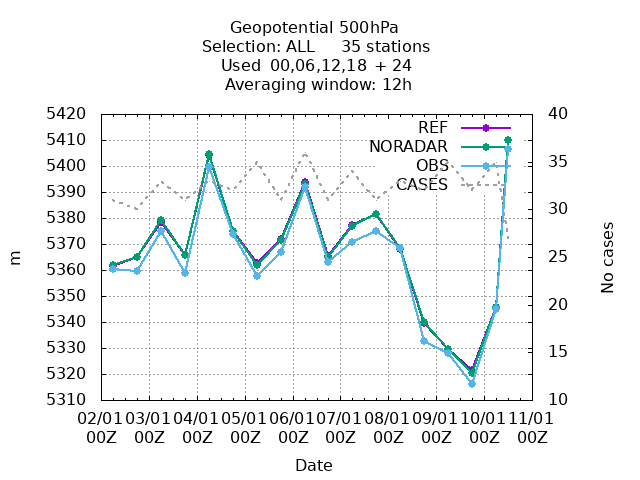 Geopotential 500hPa
Selection: ALL 35 stations
Used 00,06,12,18 + 24
Averaging window: 12h
5420
5410
5400
5390
5380
5370
5360
5350
5340
5330
5320
5310
m
REF
NORADAR
OBS
CASES
40
35
30
25
20
15
10
No cases
02/01 03/01 04/01 05/01 06/01 07/01 08/01 09/01 10/01 11/01
00Z 00Z 00Z 00Z 00Z 00Z 00Z 00Z 00Z 00Z
Date